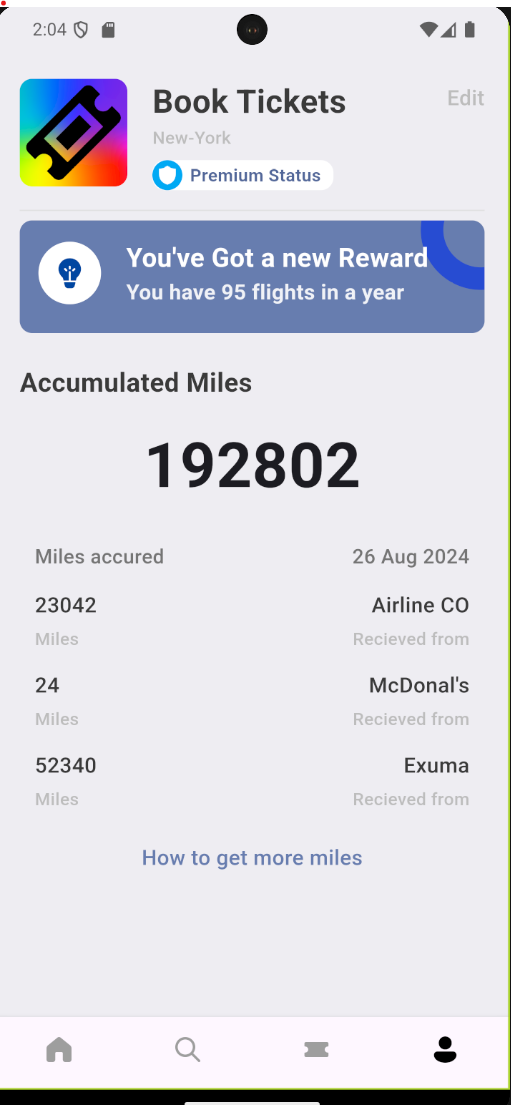 2:04
Book Tickets
Edit
New-York
Premium Status
You've Got a new Reward
You have 95 flights in a year
Accumulated Miles
192802
Miles accured
26 Aug 2024
23042
Airline CO
Miles
Recieved from
24
McDonal's
Miles
Recieved from
52340
Exuma
Miles
Recieved from
How to get more miles